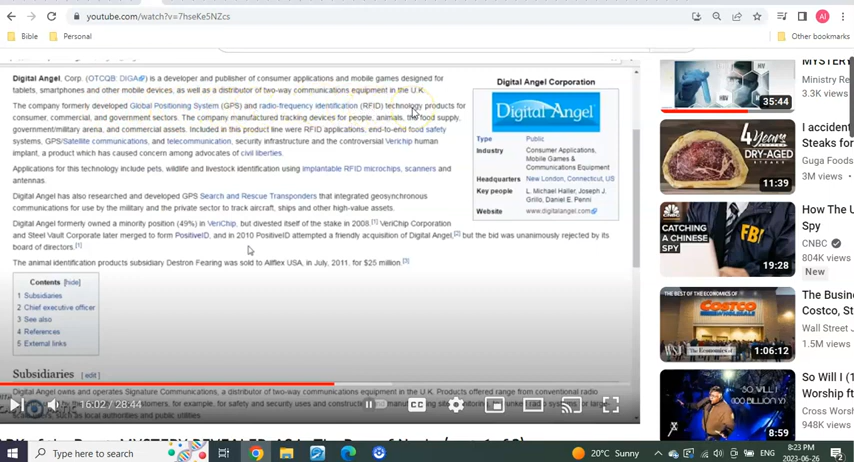 youtube.com/watch?v=7hseKe5NZcs
AI
Bible
Personal
Other bookmarks
Digital Angel, Corp. (OTCQB: DIGA) is a developer and publisher of consumer applications and mobile games designed for
tablets, smartphones and other mobile devices, as well as a distributor of two-way communications equipment in the U.K.
The company formerly developed Global Positioning System (GPS) and radio-frequency identification (RFID) technology products for
consumer, commercial, and government sectors. The company manufactured tracking devices for people, animals, the food supply,
government/military arena, and commercial assets. Included in this product line were RFID applications, end-to-end food safety
systems, GPS/Satellite communications, and telecommunication, security infrastructure and the controversial Verichip human
implant, a product which has caused concern among advocates of civil liberties.
Applications for this technology include pets, wildlife and livestock identification using implantable RFID microchips, scanners and
antennas.
Digital Angel has also researched and developed GPS Search and Rescue Transponders that integrated geosynchronous
communications for use by the military and the private sector to track aircraft, ships and other high-value assets.
Digital Angel formerly owned a minority position (49%) in VeriChip, but divested itself of the stake in 2008.[1] VeriChip Corporation
and Steel Vault Corporate later merged to form PositiveID, and in 2010 PositiveID attempted a friendly acquisition of Digital Angel,[2] but the bid was unanimously rejected by its
board of directors.[1]
The animal identification products subsidiary Destron Fearing was sold to Allflex USA, in July, 2011, for $25 million.[3]
Digital Angel Corporation
Digital Angel
Type Public
Industry Consumer Applications,
Mobile Games &
Communications Equipment
Headquarters New London, Connecticut, US
Key people L. Michael Haller, Joseph J.
Grillo, Daniel E. Penni
Website www.digitalangel.com
Contents [hide]
1 Subsidiaries
2 Chief executive officer
3 See also
4 References
5 External links
Subsidiaries [edit]
Digital Angel owns and operates Signature Communications, a distributor of two-way communications equipment in the U.K. Products offered range from conventional radio
16:02 / 28:44
CC
HIV
35:44
MYSTERY
Ministry Re
3.3K views
4 Years
DRY-AGED
11:39
I accident
Steaks for
Guga Foods
3M views
CNBC
CATCHING
A CHINESE
SPY
FBI
19:28
How The U
Spy
CNBC
804K views
New
THE BEST OF THE ECONOMICS OF
COSTCO
WHOLESALE
The Economics of
1:06:12
The Busine
Costco, St
Wall Street J
1.5M views
SO WILL I
8:59
So Will I (1
Worship ft
Cross Worsh
948K views
Type here to search
20°C Sunny
8:23 PM
2023-06-26
2